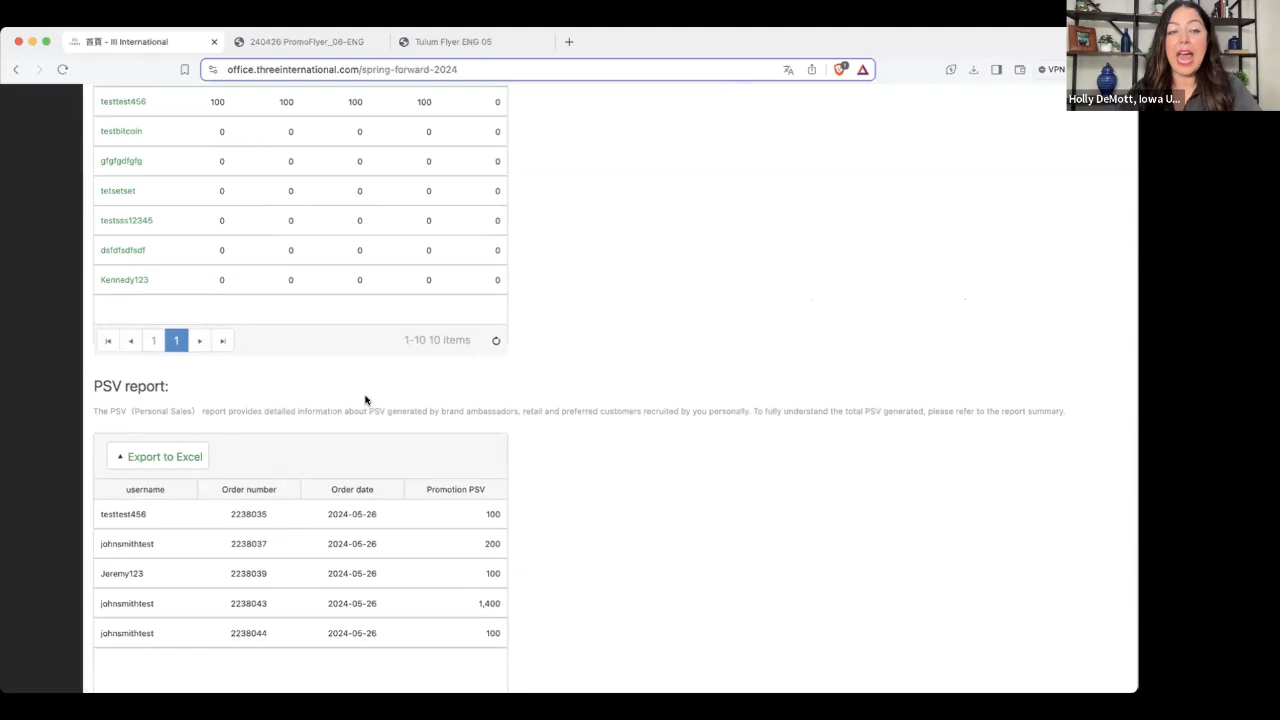 首頁 - III International
240426 PromoFlyer_06-ENG
Tulum Flyer ENG 05
office.threeinternational.com/spring-forward-2024
1
VPN
Holly DeMott, Iowa U...
testtest456 100 100 100 100 0
testbitcoin 0 0 0 0 0
gfgfgdfgfg 0 0 0 0 0
tetsetset 0 0 0 0 0
testsss12345 0 0 0 0 0
dsfdfsdfsdf 0 0 0 0 0
Kennedy123 0 0 0 0 0
1 1 1-10 10 items
PSV report:
The PSV（Personal Sales） report provides detailed information about PSV generated by brand ambassadors, retail and preferred customers recruited by you personally. To fully understand the total PSV generated, please refer to the report summary.
Export to Excel
username Order number Order date Promotion PSV
testtest456 2238035 2024-05-26 100
johnsmithtest 2238037 2024-05-26 200
Jeremy123 2238039 2024-05-26 100
johnsmithtest 2238043 2024-05-26 1,400
johnsmithtest 2238044 2024-05-26 100